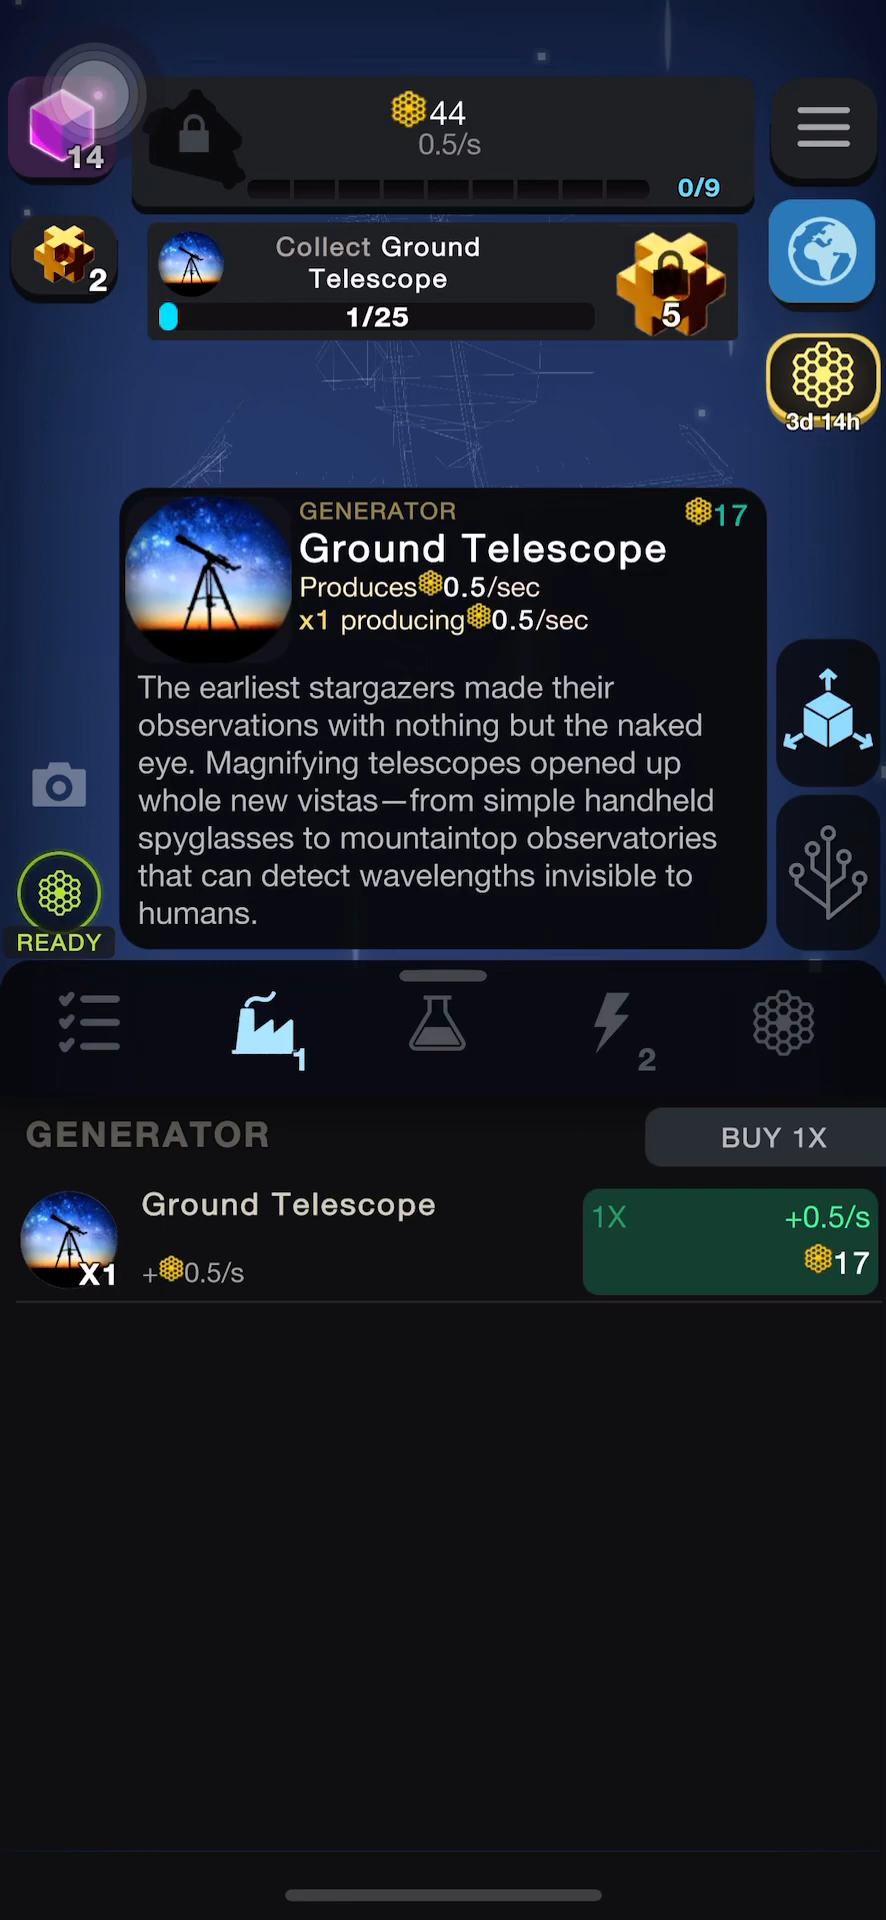 14
44
0.5/s
0/9
2
Collect Ground
Telescope
1/25
5
3d 14h
GENERATOR
17
Ground Telescope
Produces 0.5/sec
x1 producing 0.5/sec
The earliest stargazers made their
observations with nothing but the naked
eye. Magnifying telescopes opened up
whole new vistas—from simple handheld
spyglasses to mountaintop observatories
that can detect wavelengths invisible to
humans.
READY
1
2
GENERATOR
BUY 1X
Ground Telescope
X1
+0.5/s
1X
+0.5/s
17